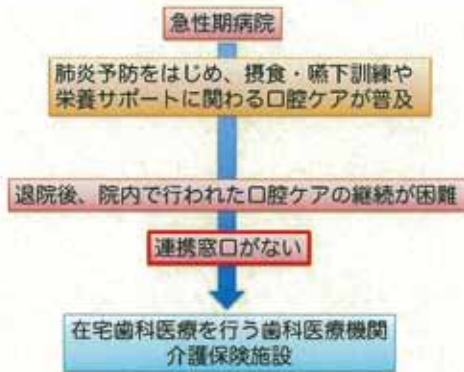 急性期病院
肺炎予防をはじめ、摂食・嚥下訓練や
栄養サポートに関わる口腔ケアが普及
退院後、院内で行われた口腔ケアの継続が困難
連携窓口がない
在宅歯科医療を行う歯科医療機関
介護保険施設